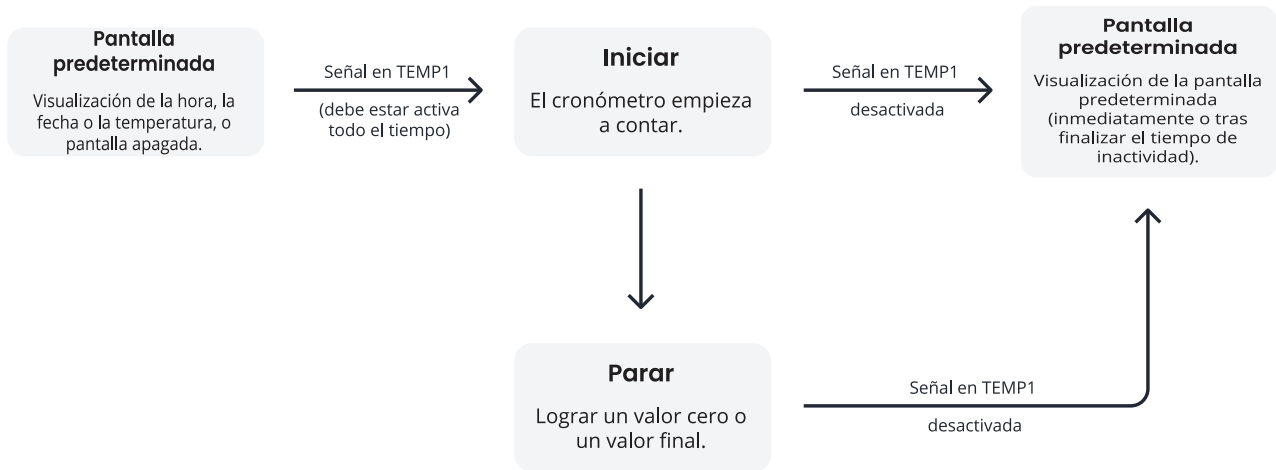 Pantalla
predeterminada
Visualización de la hora, la
fecha o la temperatura, o
pantalla apagada.
Señal en TEMP1
(debe estar activa
todo el tiempo)
Iniciar
El cronómetro empieza
a contar.
Señal en TEMP1
desactivada
Pantalla
predeterminada
Visualización de la pantalla
predeterminada
(inmediatamente o tras
finalizar el tiempo de
inactividad).
Parar
Lograr un valor cero o
un valor final.
Señal en TEMP1
desactivada